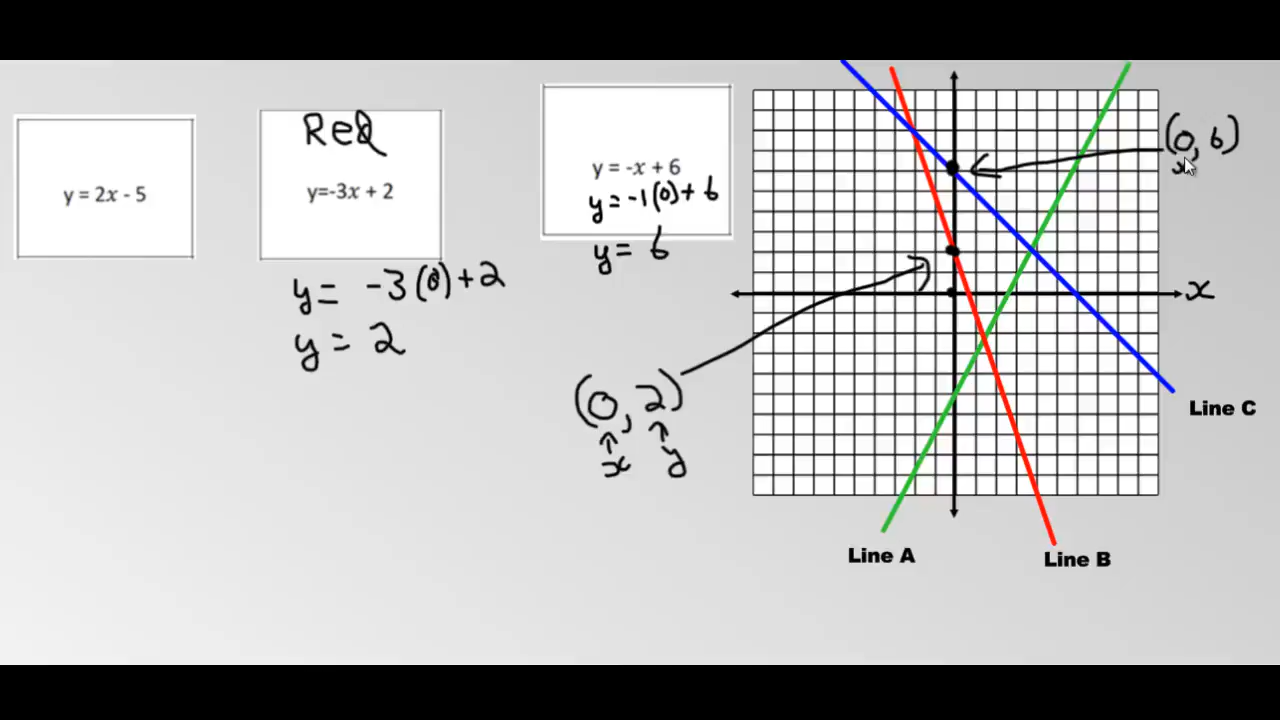 y = 2x - 5
Red
y=-3x + 2
y = -3(0)+2
y = 2
y = -x + 6
y = -1(0)+ 6
y = 6
(0, 2)
x y
(0, 6)
x
x
Line C
Line A
Line B